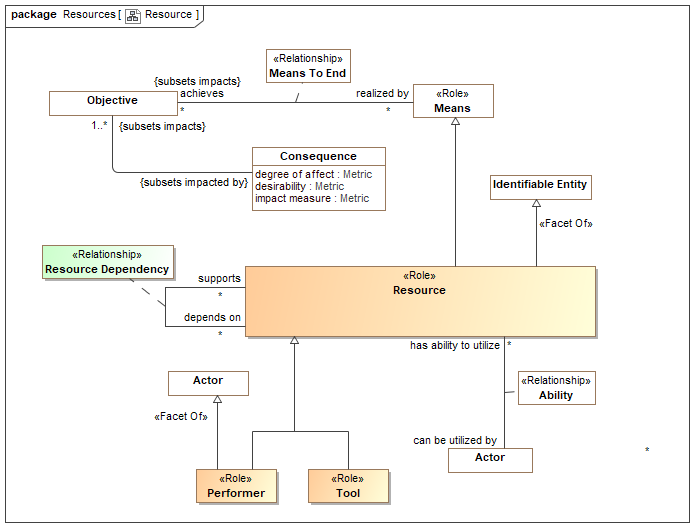 package Resources [ Resource ]
«Relationship»
Means To End
{subsets impacts}
achieves
*
realized by
*
«Role»
Means
Objective
1..*
{subsets impacts}
{subsets impacted by}
Consequence
degree of affect : Metric
desirability : Metric
impact measure : Metric
Identifiable Entity
«Facet Of»
«Relationship»
Resource Dependency
supports
*
depends on
*
«Role»
Resource
has ability to utilize
*
«Relationship»
Ability
can be utilized by
*
Actor
Actor
«Facet Of»
«Role»
Performer
«Role»
Tool